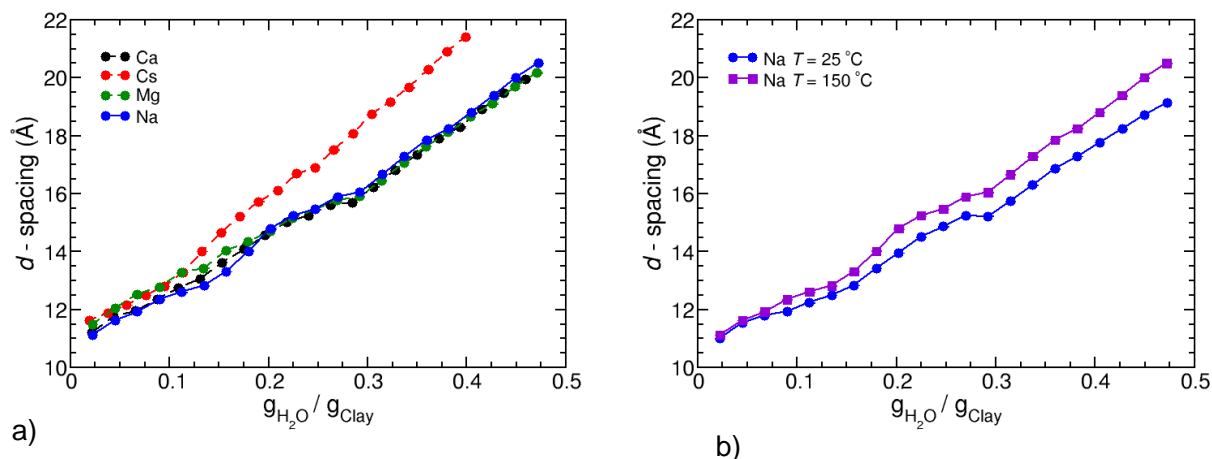 22
20
18
16
14
12
10
d - spacing (Å)
Ca
Cs
Mg
Na
0 0.1 0.2 0.3 0.4 0.5
g_H₂O / g_Clay
a)
22
20
18
16
14
12
10
d - spacing (Å)
Na T = 25 °C
Na T = 150 °C
0 0.1 0.2 0.3 0.4 0.5
g_H₂O / g_Clay
b)